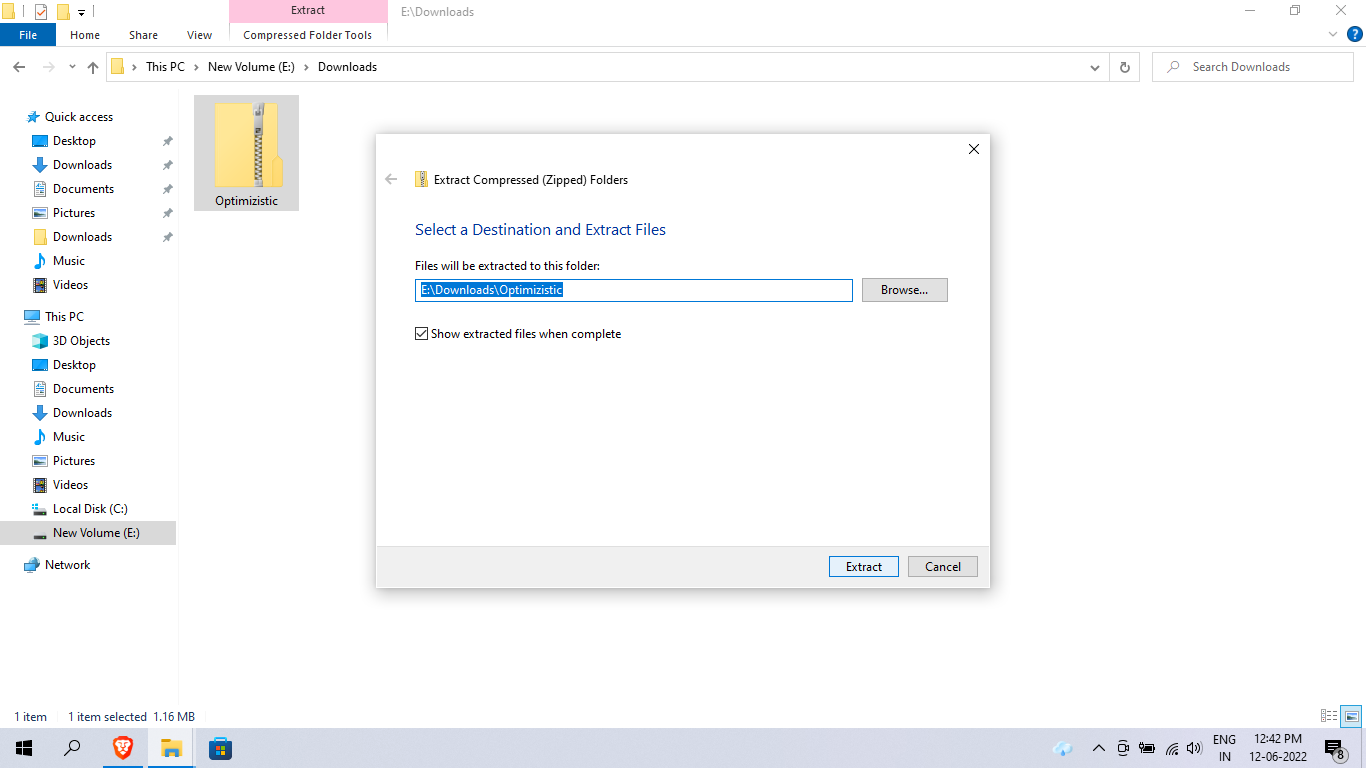 Extract
E:\Downloads
File
Home
Share
View
Compressed Folder Tools
?
This PC
New Volume (E:)
Downloads
Search Downloads
Quick access
Desktop
Downloads
Documents
Pictures
Downloads
Music
Videos
This PC
3D Objects
Desktop
Documents
Downloads
Music
Pictures
Videos
Local Disk (C:)
New Volume (E:)
Network
Optimizistic
Extract Compressed (Zipped) Folders
Select a Destination and Extract Files
Files will be extracted to this folder:
E:\Downloads\Optimizistic
Browse...
Show extracted files when complete
Extract
Cancel
1 item
1 item selected 1.16 MB
ENG
IN
12:42 PM
12-06-2022
8